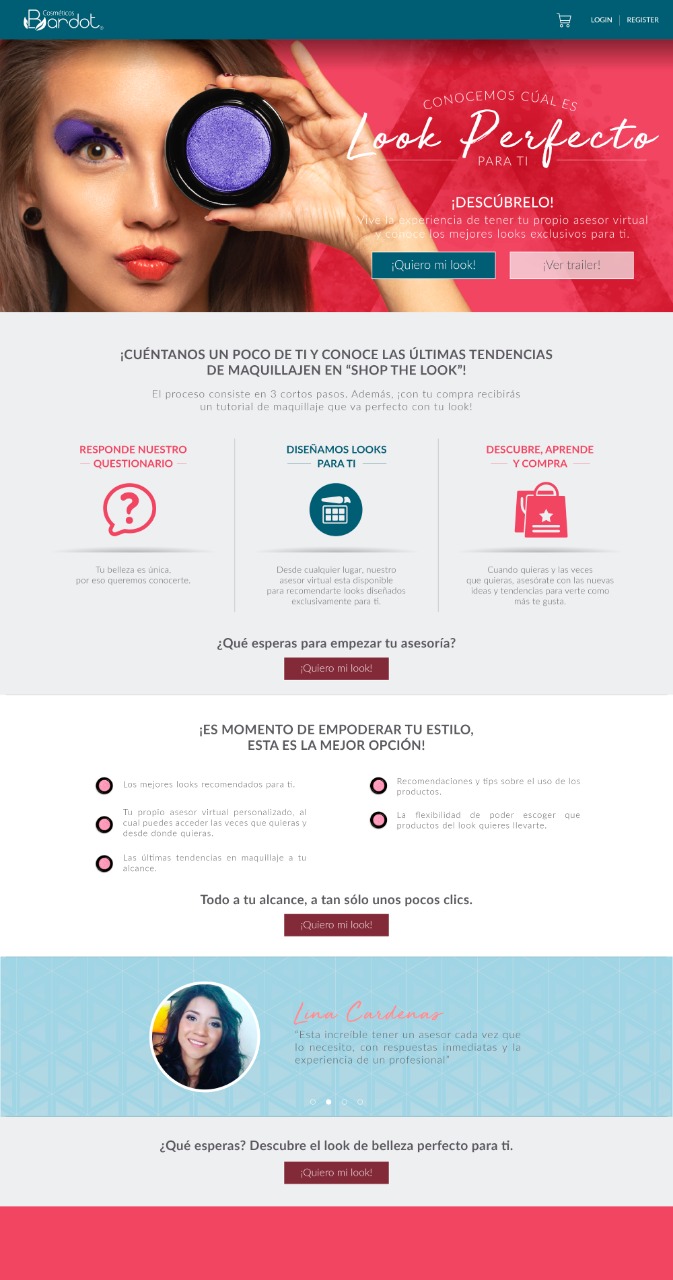 Cosméticos
Bardot®
LOGIN | REGISTER
CONOCEMOS CÚAL ES
Look Perfecto
PARA TI
¡DESCÚBRELO!
Vive la experiencia de tener tu propio asesor virtual
y conoce los mejores looks exclusivos para ti.
¡Quiero mi look!
¡Ver trailer!
¡CUÉNTANOS UN POCO DE TI Y CONOCE LAS ÚLTIMAS TENDENCIAS
DE MAQUILLAJEN EN “SHOP THE LOOK”!
El proceso consiste en 3 cortos pasos. Además, ¡con tu compra recibirás
un tutorial de maquillaje que va perfecto con tu look!
RESPONDE NUESTRO
QUESTIONARIO
?
Tu belleza es única,
por eso queremos conocerte.
DISEÑAMOS LOOKS
PARA TI
Desde cualquier lugar, nuestro
asesor virtual esta disponible
para recomendarte looks diseñados
exclusivamente para ti.
DESCUBRE, APRENDE
Y COMPRA
Cuando quieras y las veces
que quieras, asesórate con las nuevas
ideas y tendencias para verte como
más te gusta.
¿Qué esperas para empezar tu asesoría?
¡Quiero mi look!
¡ES MOMENTO DE EMPODERAR TU ESTILO,
ESTA ES LA MEJOR OPCIÓN!
Los mejores looks recomendados para ti.
Tu propio asesor virtual personalizado, al
cual puedes acceder las veces que quieras y
desde donde quieras.
Las últimas tendencias en maquillaje a tu
alcance.
Recomendaciones y tips sobre el uso de los
productos.
La flexibilidad de poder escoger que
productos del look quieres llevarte.
Todo a tu alcance, a tan sólo unos pocos clics.
¡Quiero mi look!
Lina Cardenas
“Esta increíble tener un asesor cada vez que
lo necesito, con respuestas inmediatas y la
experiencia de un profesional”
¿Qué esperas? Descubre el look de belleza perfecto para ti.
¡Quiero mi look!